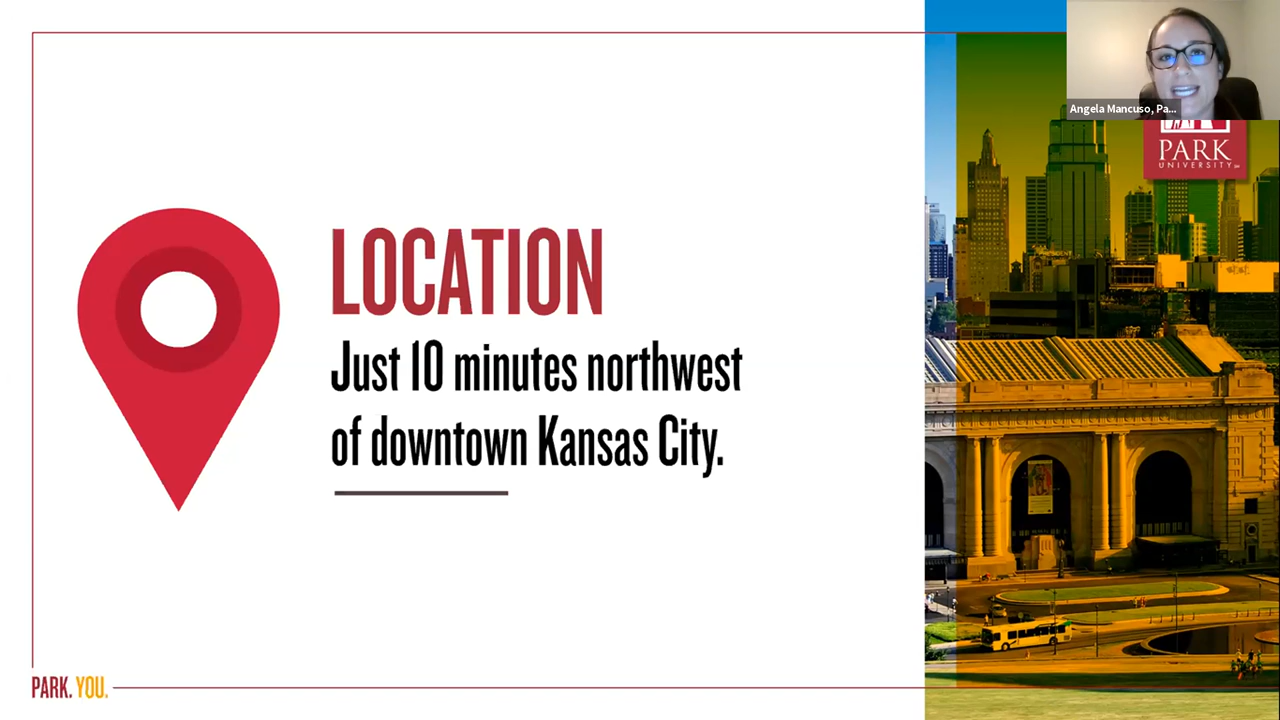 Angela Mancuso, Pa...
PARK
UNIVERSITY
LOCATION
Just 10 minutes northwest
of downtown Kansas City.
PARK. YOU.